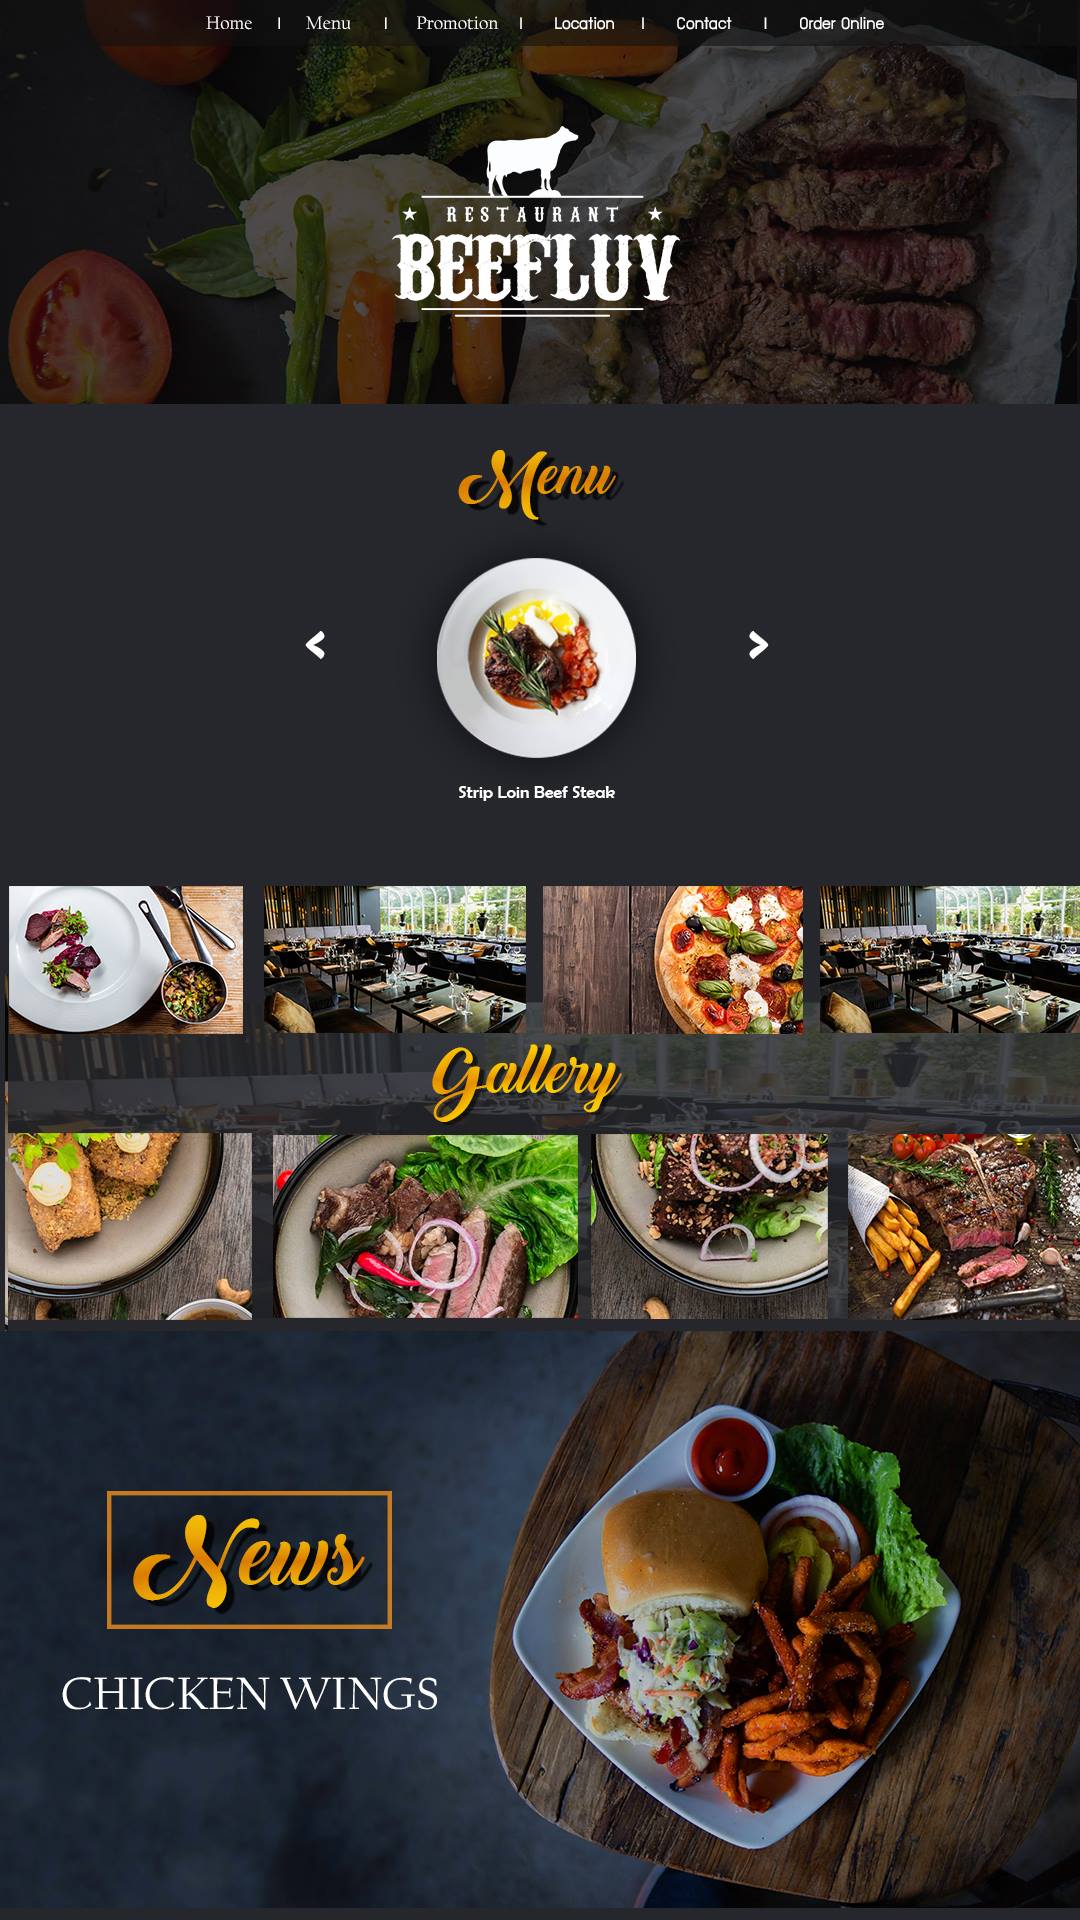 Home | Menu | Promotion | Location | Contact | Order Online
RESTAURANT
BEEFLUV
Menu
< >
Strip Loin Beef Steak
Gallery
News
CHICKEN WINGS